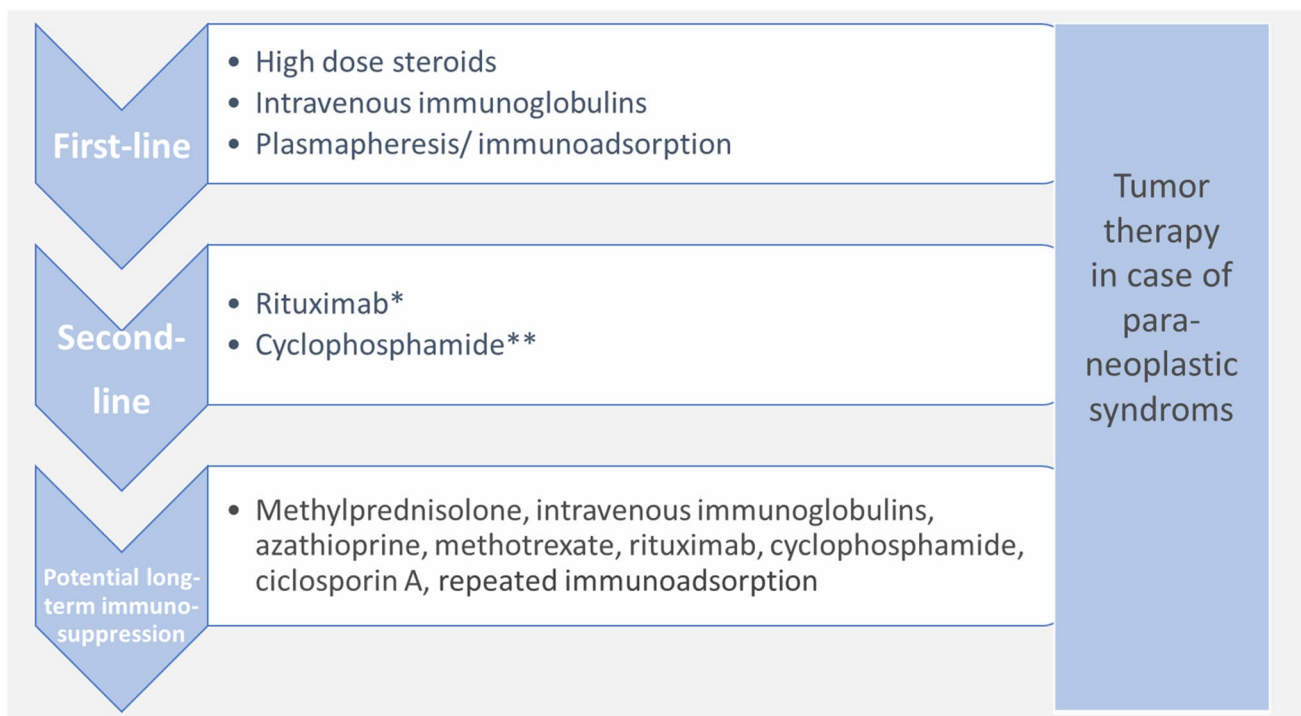 First-line
• High dose steroids
• Intravenous immunoglobulins
• Plasmapheresis/ immunoadsorption
Second-
line
• Rituximab*
• Cyclophosphamide**
Potential long-
term immuno-
suppression
• Methylprednisolone, intravenous immunoglobulins,
azathioprine, methotrexate, rituximab, cyclophosphamide,
ciclosporin A, repeated immunoadsorption
Tumor
therapy
in case of
para-
neoplastic
syndroms